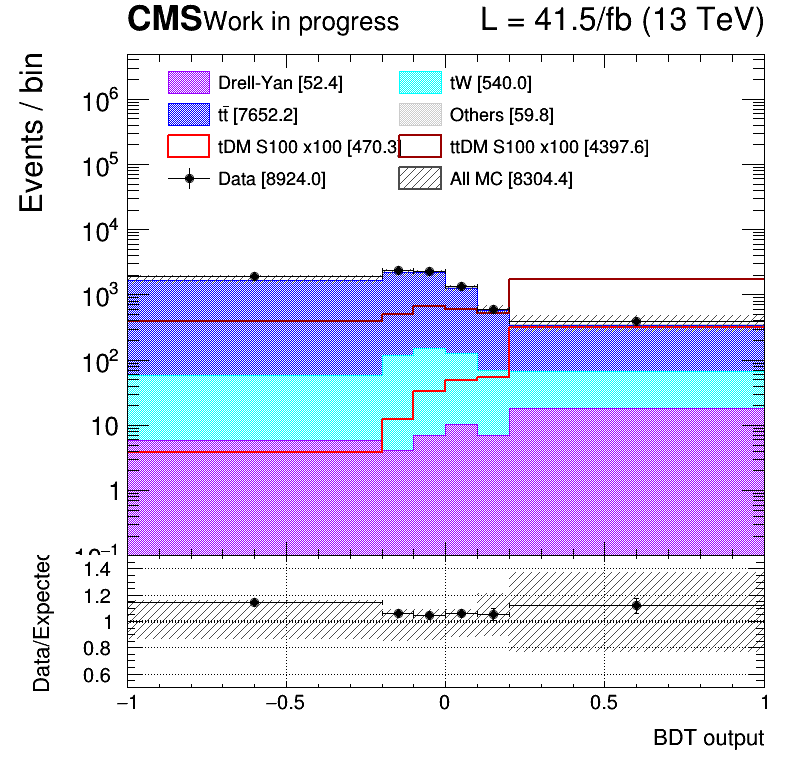 CMS Work in progress L = 41.5/fb (13 TeV)
Events / bin
Drell-Yan [52.4] tW [540.0]
tt̄ [7652.2] Others [59.8]
tDM S100 x100 [470.3] ttDM S100 x100 [4397.6]
Data [8924.0] All MC [8304.4]
10⁶
10⁵
10⁴
10³
10²
10
1
10⁻¹
Data/Expected
1.4
1.2
1
0.8
0.6
−1 −0.5 0 0.5 1
BDT output